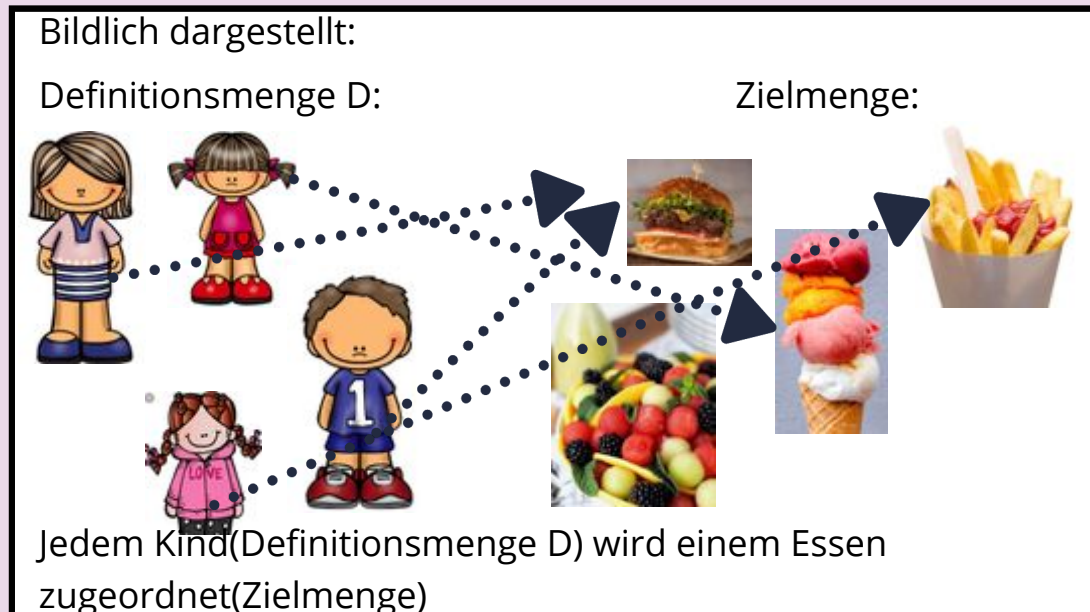 Bildlich dargestellt:
Definitionsmenge D:
Zielmenge:
1
LOVE
Jedem Kind(Definitionsmenge D) wird einem Essen
zugeordnet(Zielmenge)